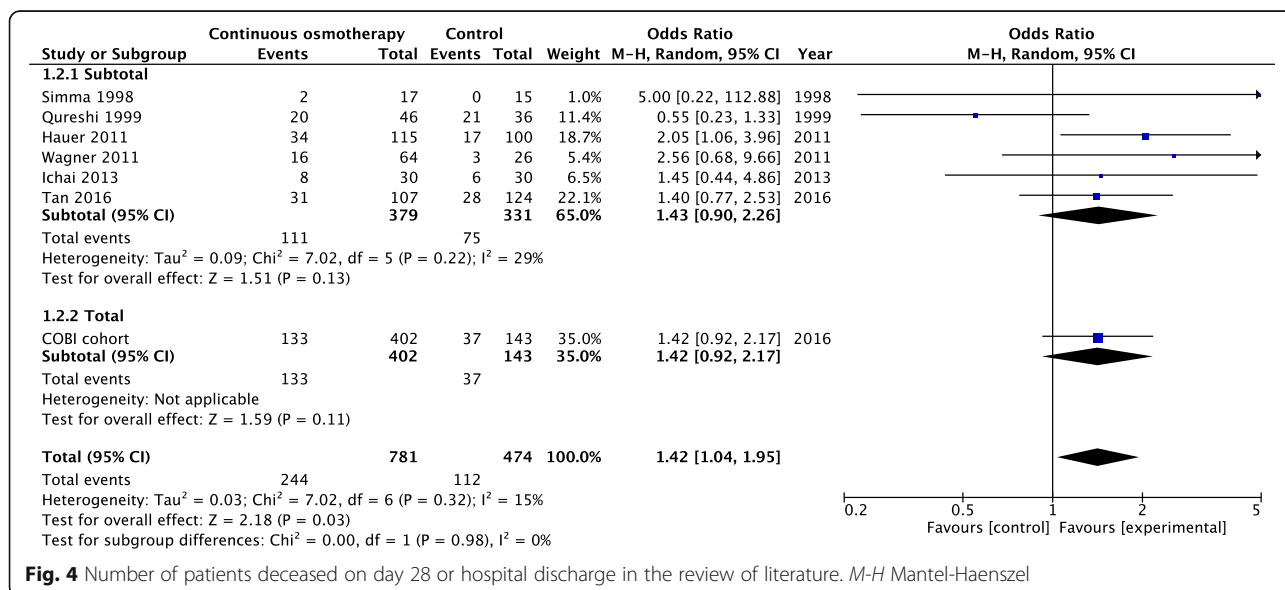 Continuous osmotherapy Control Odds Ratio Odds Ratio
Study or Subgroup Events Total Events Total Weight M-H, Random, 95% CI Year M-H, Random, 95% CI
1.2.1 Subtotal
Simma 1998 2 17 0 15 1.0% 5.00 [0.22, 112.88] 1998
Qureshi 1999 20 46 21 36 11.4% 0.55 [0.23, 1.33] 1999
Hauer 2011 34 115 17 100 18.7% 2.05 [1.06, 3.96] 2011
Wagner 2011 16 64 3 26 5.4% 2.56 [0.68, 9.66] 2011
Ichai 2013 8 30 6 30 6.5% 1.45 [0.44, 4.86] 2013
Tan 2016 31 107 28 124 22.1% 1.40 [0.77, 2.53] 2016
Subtotal (95% CI) 379 331 65.0% 1.43 [0.90, 2.26]
Total events 111 75
Heterogeneity: Tau² = 0.09; Chi² = 7.02, df = 5 (P = 0.22); I² = 29%
Test for overall effect: Z = 1.51 (P = 0.13)
1.2.2 Total
COBI cohort 133 402 37 143 35.0% 1.42 [0.92, 2.17] 2016
Subtotal (95% CI) 402 143 35.0% 1.42 [0.92, 2.17]
Total events 133 37
Heterogeneity: Not applicable
Test for overall effect: Z = 1.59 (P = 0.11)
Total (95% CI) 781 474 100.0% 1.42 [1.04, 1.95]
Total events 244 112
Heterogeneity: Tau² = 0.03; Chi² = 7.02, df = 6 (P = 0.32); I² = 15%
Test for overall effect: Z = 2.18 (P = 0.03)
Test for subgroup differences: Chi² = 0.00, df = 1 (P = 0.98), I² = 0%
0.2 0.5 1 2 5
Favours [control] Favours [experimental]
Fig. 4 Number of patients deceased on day 28 or hospital discharge in the review of literature. M-H Mantel-Haenszel